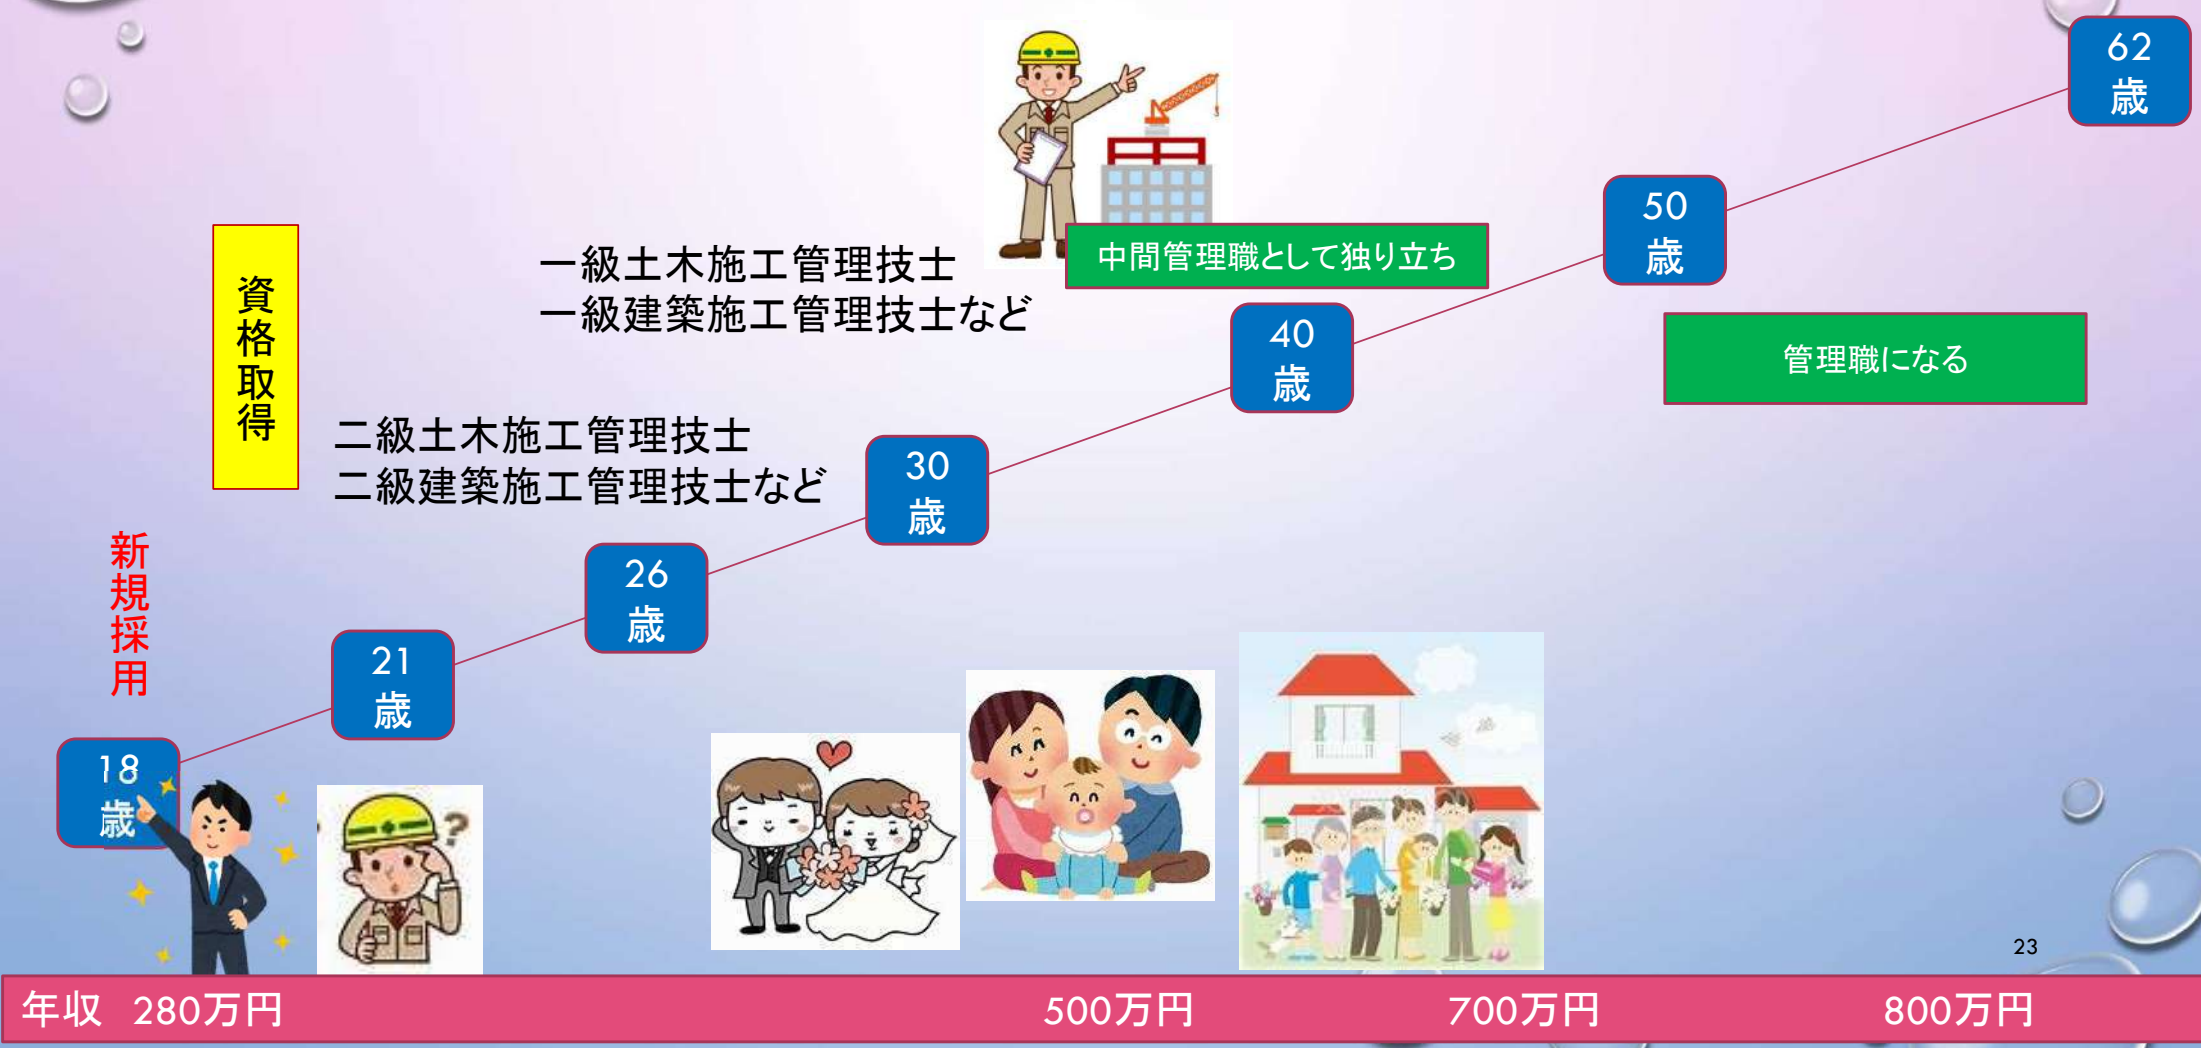 62
歳
50
歳
中間管理職として独り立ち
一級土木施工管理技士
一級建築施工管理技士など
40
歳
管理職になる
資格取得
二級土木施工管理技士
二級建築施工管理技士など
30
歳
新規採用
26
歳
21
歳
18
歳
?
23
年収 280万円
500万円
700万円
800万円